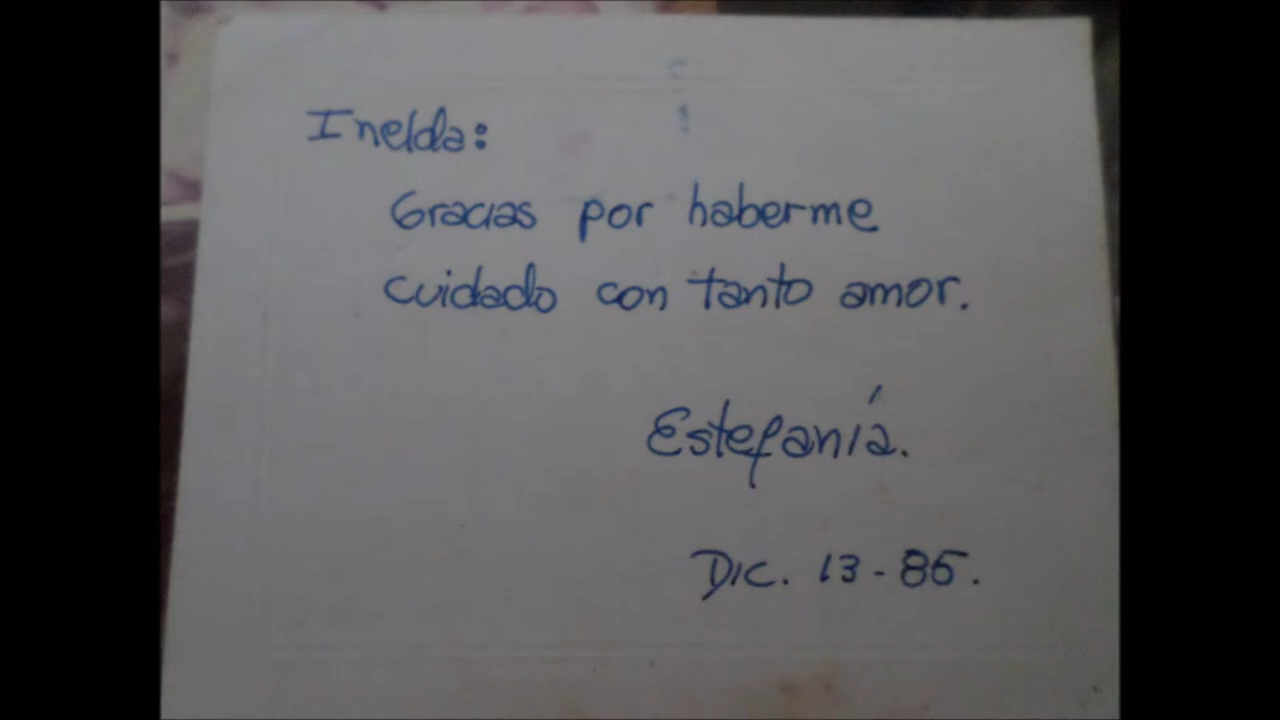 Inelda:
Gracias por haberme
cuidado con tanto amor.
Estefanía.
Dic. 13-85.